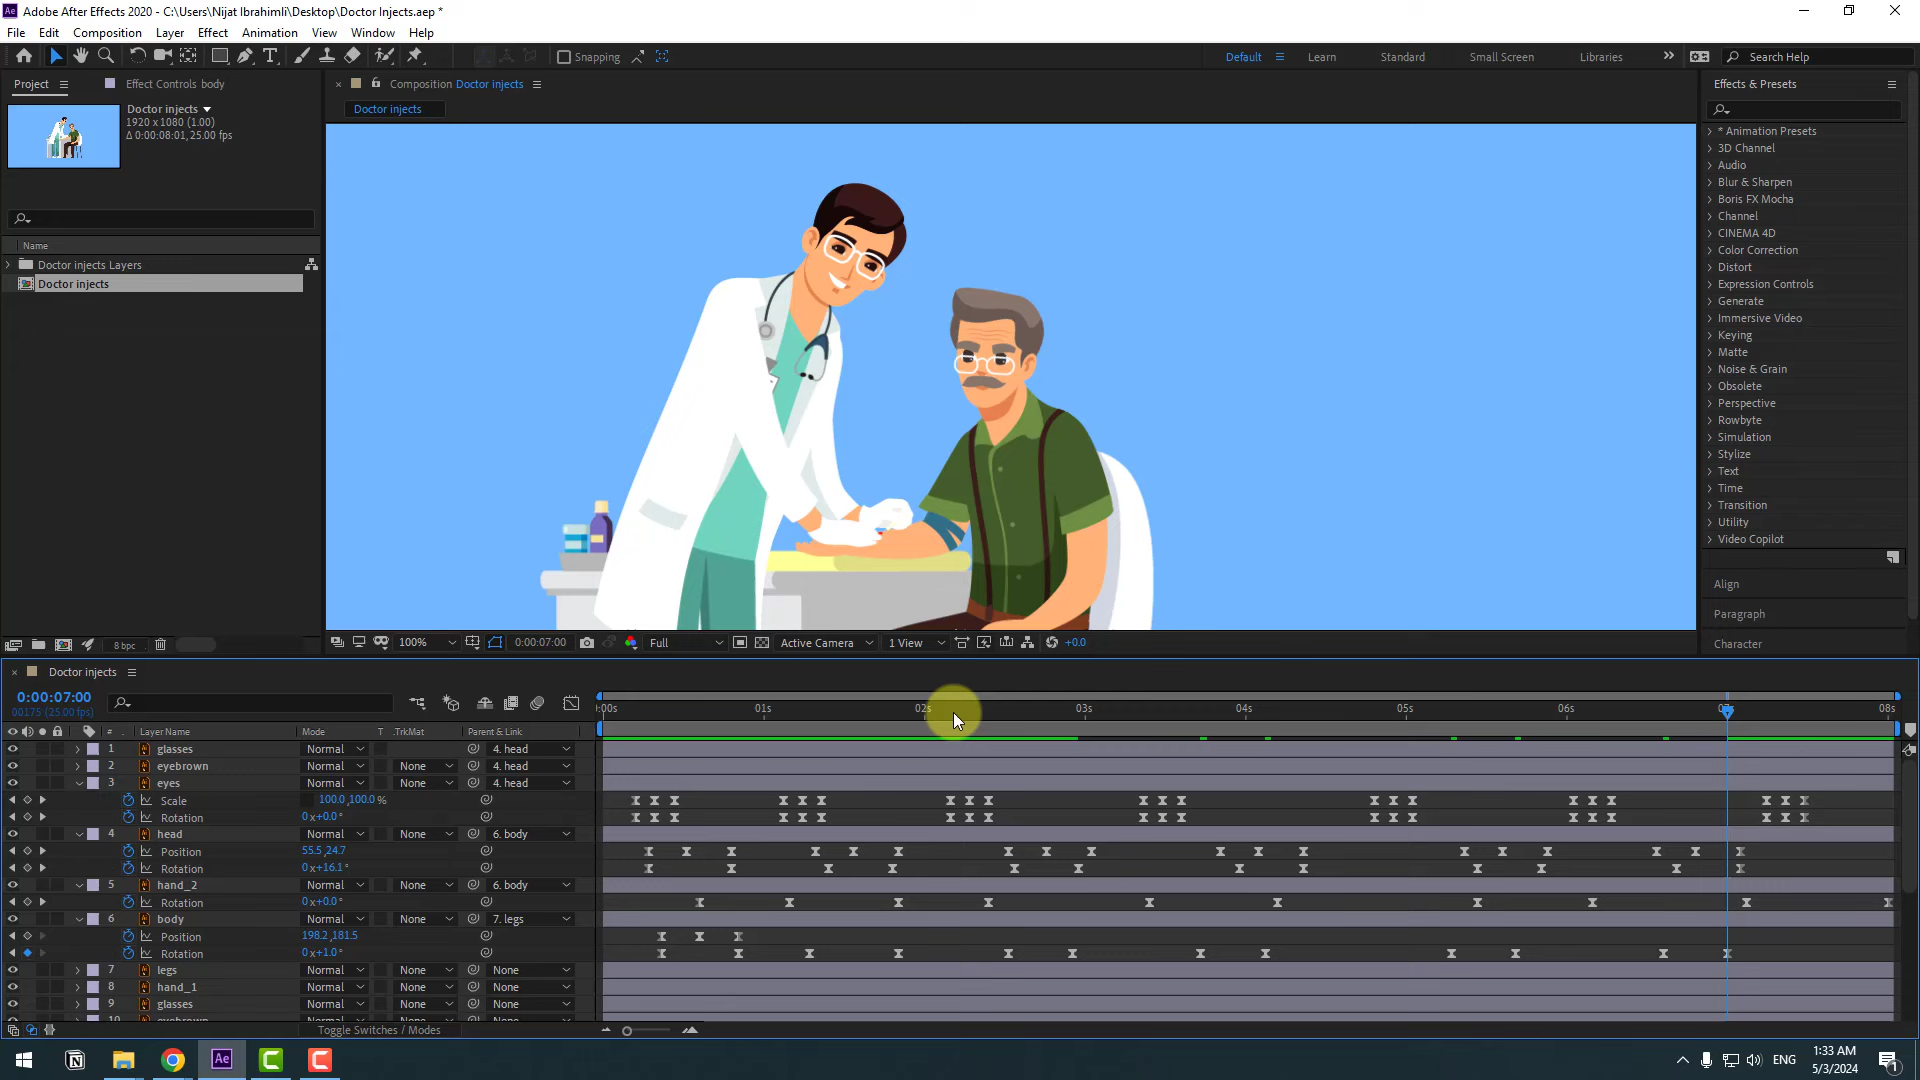 Adobe After Effects 2020 - C:\Users\Nijat Ibrahimli\Desktop\Doctor Injects.aep *
File Edit Composition Layer Effect Animation View Window Help
Snapping Default Learn Standard Small Screen Libraries Search Help
Project Effect Controls body
Composition Doctor injects
Effects & Presets
Doctor injects
1920 x 1080 (1.00)
Δ 0:00:08:01, 25.00 fps
Doctor injects
Name
Doctor injects Layers
Doctor injects
* Animation Presets
3D Channel
Audio
Blur & Sharpen
Boris FX Mocha
Channel
CINEMA 4D
Color Correction
Distort
Expression Controls
Generate
Immersive Video
Keying
Matte
Noise & Grain
Obsolete
Perspective
Rowbyte
Simulation
Stylize
Text
Time
Transition
Utility
Video Copilot
Align
Paragraph
Character
8 bpc
100% 0:00:07:00 Full Active Camera 1 View +0.0
Doctor injects
0:00:07:00
00175 (25.00 fps)
:00s 01s 02s 03s 04s 05s 06s 07s 08s
# Layer Name Mode T .TrkMat Parent & Link
1 glasses Normal 4. head
2 eyebrown Normal None 4. head
3 eyes Normal None 4. head
Scale 100.0,100.0 %
Rotation 0x+0.0°
4 head Normal None 6. body
Position 55.5,24.7
Rotation 0x+16.1°
5 hand_2 Normal None 6. body
Rotation 0x+0.0°
6 body Normal None 7. legs
Position 198.2,181.5
Rotation 0x+1.0°
7 legs Normal None None
8 hand_1 Normal None None
9 glasses Normal None None
10 eyebrown
Toggle Switches / Modes
Ae
ENG
1:33 AM
5/3/2024
1